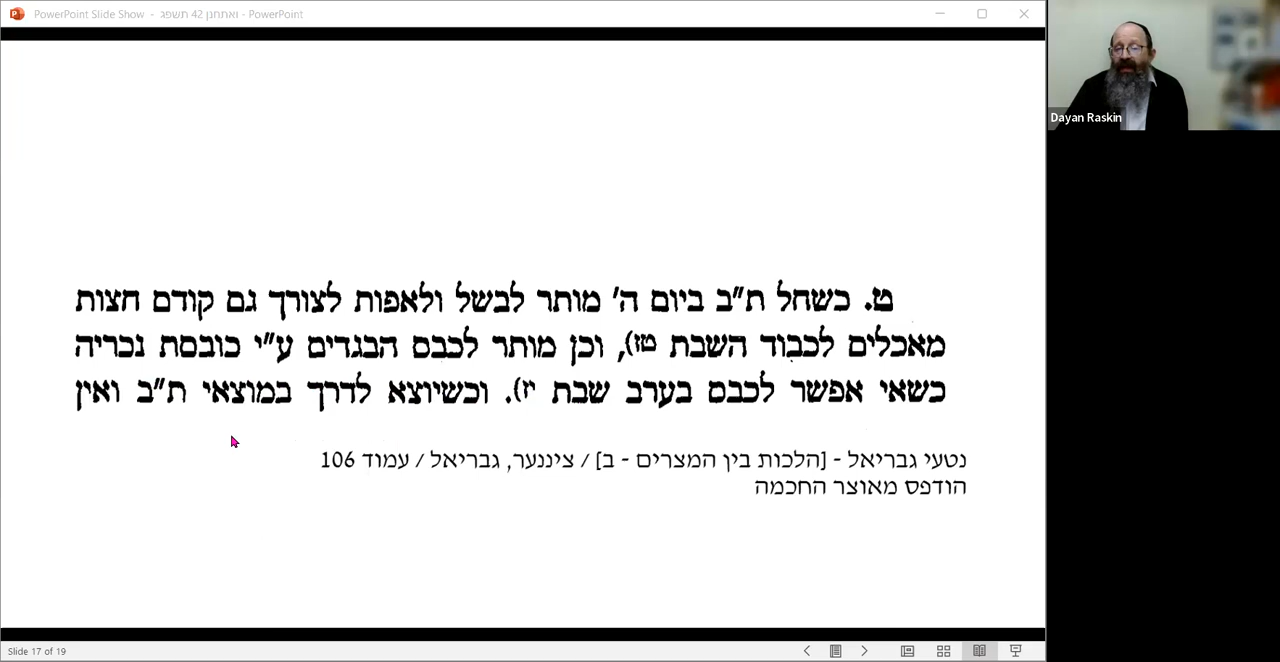 PowerPoint Slide Show - ואתחנן 42 תשפג - PowerPoint
Dayan Raskin
ט. כשחל ת"ב ביום ה' מותר לבשל ולאפות לצורך גם קודם חצות
מאכלים לכבוד השבת טז), וכן מותר לכבס הבגדים ע"י כובסת נכריה
כשאי אפשר לכבס בערב שבת יז). וכשיוצא לדרך במוצאי ת"ב ואין
נטעי גבריאל - [הלכות בין המצרים - ב] / ציננער, גבריאל / עמוד 106
הודפס מאוצר החכמה
Slide 17 of 19